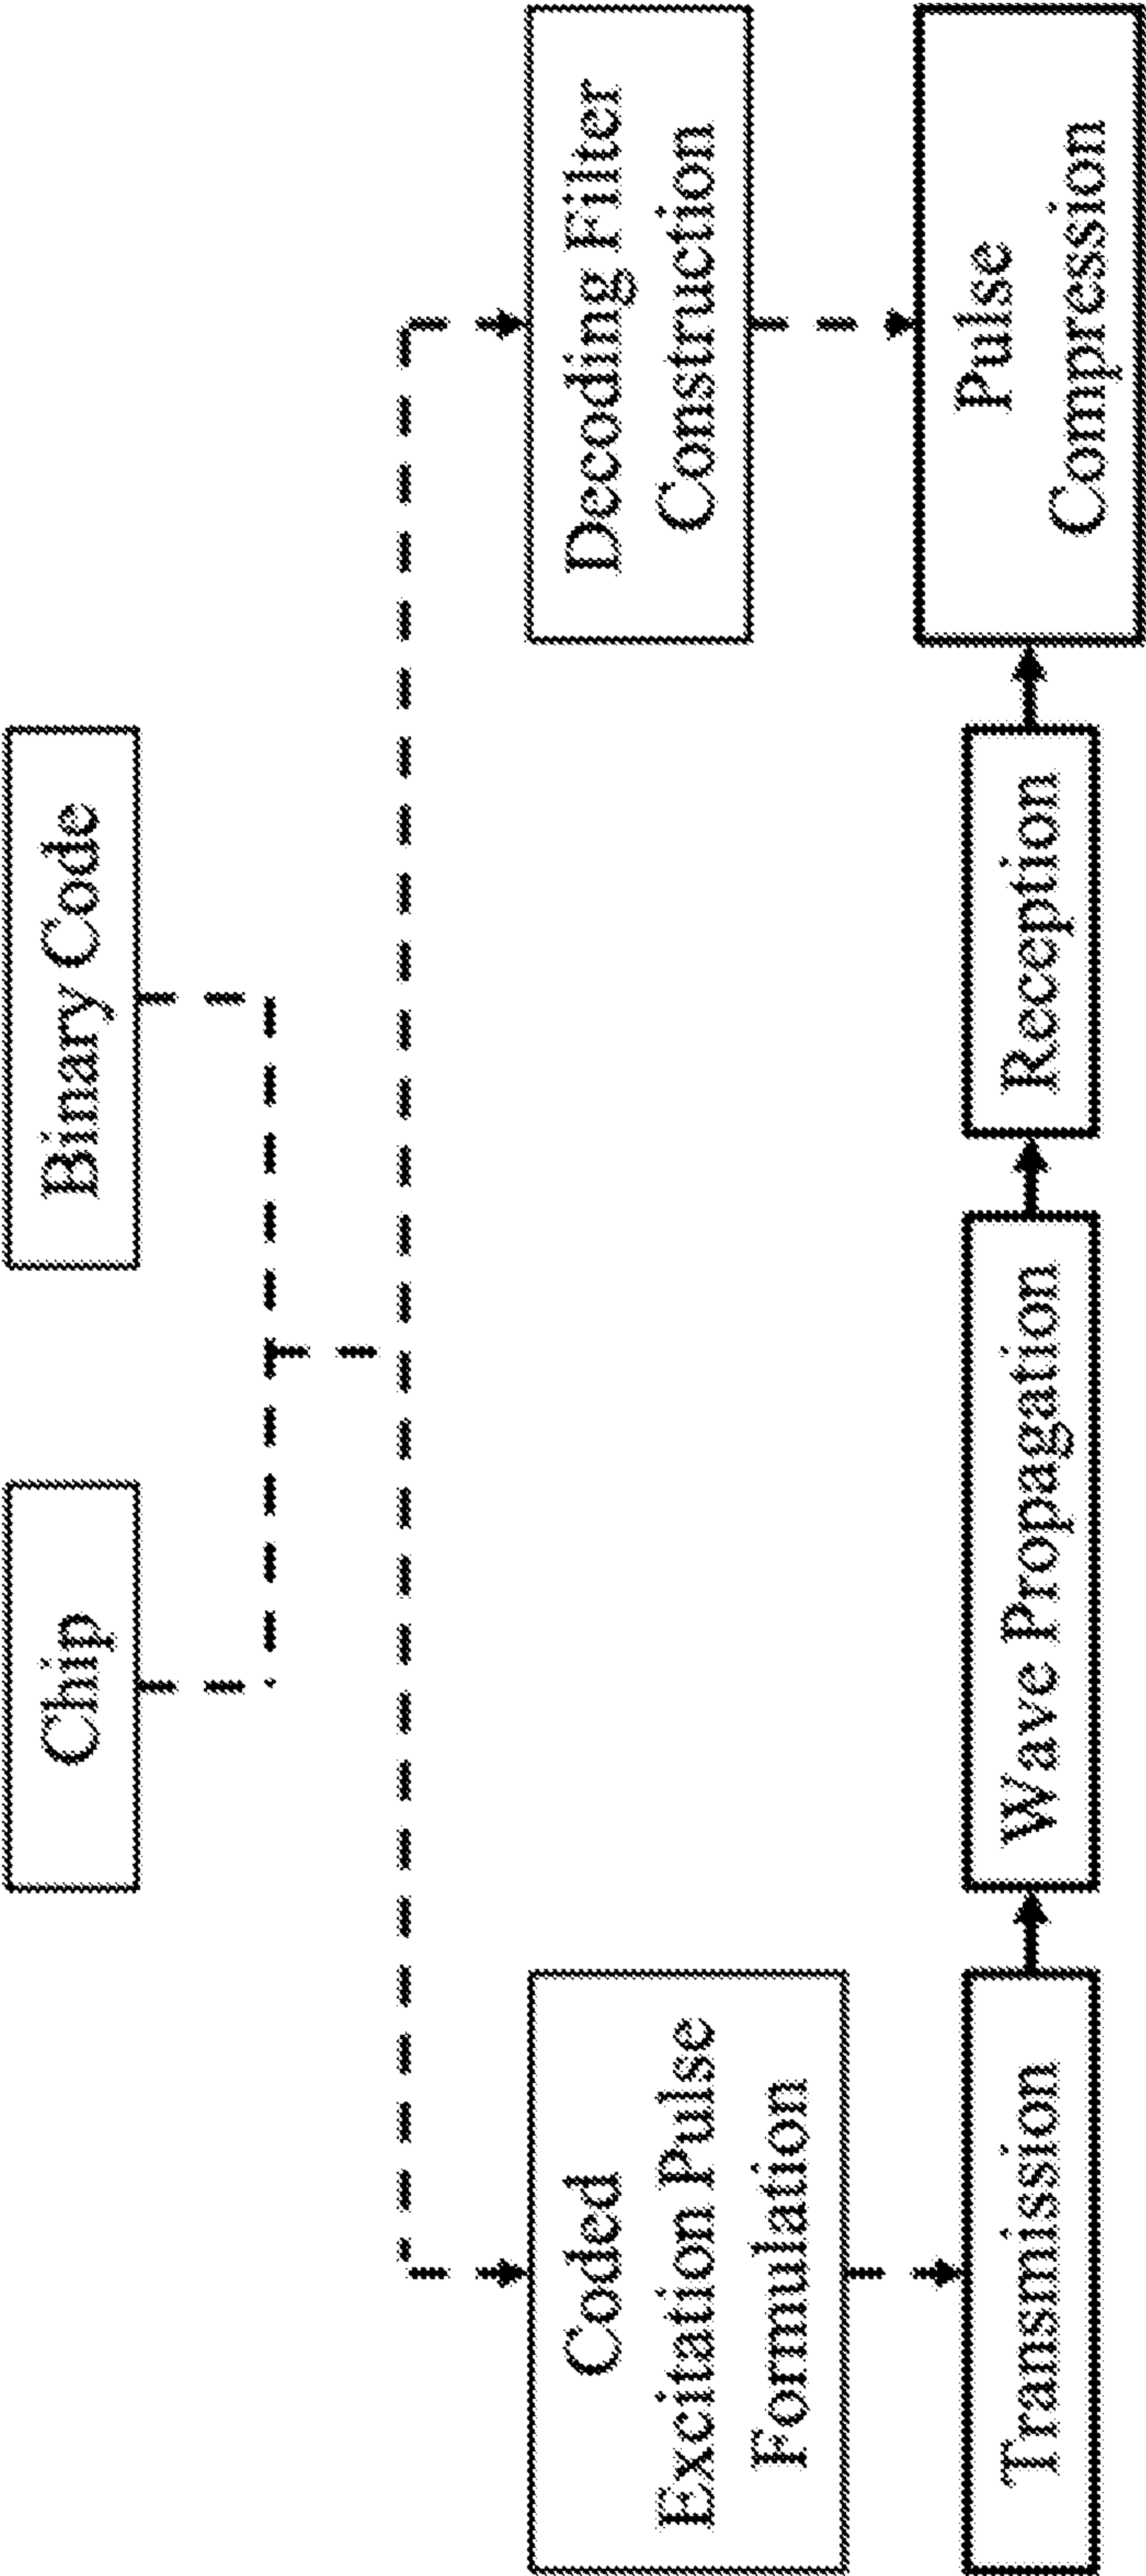 Chip
Binary Code
Coded
Excitation Pulse
Formulation
Decoding Filter
Construction
Transmission
Wave Propagation
Reception
Pulse
Compression